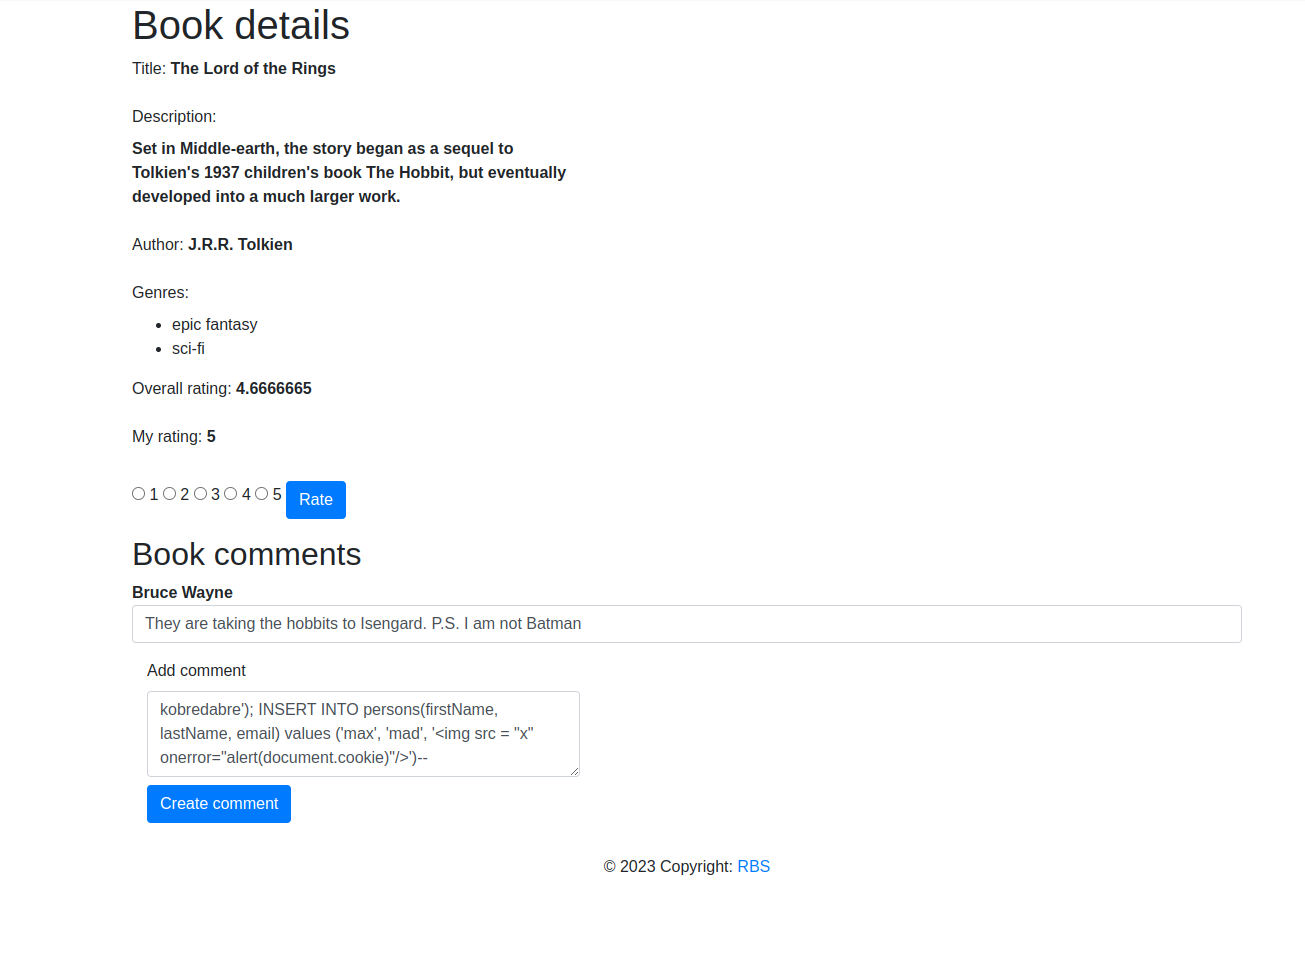 Book details
Title: The Lord of the Rings
Description:
Set in Middle-earth, the story began as a sequel to
Tolkien's 1937 children's book The Hobbit, but eventually
developed into a much larger work.
Author: J.R.R. Tolkien
Genres:
epic fantasy
sci-fi
Overall rating: 4.6666665
My rating: 5
1 2 3 4 5 Rate
Book comments
Bruce Wayne
They are taking the hobbits to Isengard. P.S. I am not Batman
Add comment
kobredabre'); INSERT INTO persons(firstName,
lastName, email) values ('max', 'mad', '<img src = "x"
onerror="alert(document.cookie)"/>')--
Create comment
© 2023 Copyright: RBS